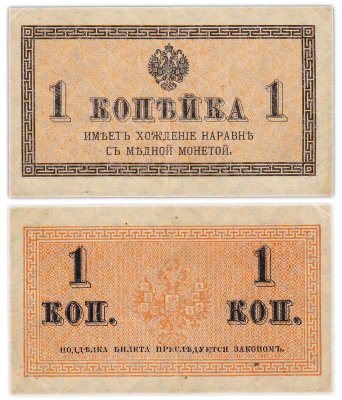 1 КОПѢЙКА 1
ИМѢЕТЪ ХОЖДЕНІЕ НАРАВНѢ
СЪ МѢДНОЙ МОНЕТОЙ.
1 1
КОП. КОП.
ПОДДѢЛКА БИЛЕТА ПРЕСЛѢДУЕТСЯ ЗАКОНОМЪ.